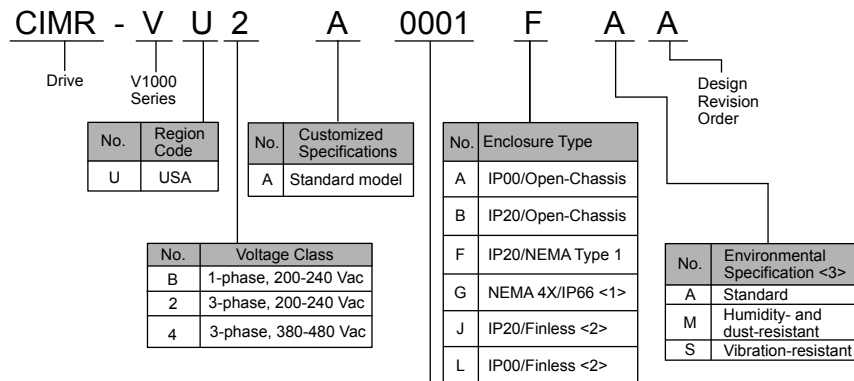 CIMR - V U 2 A 0001 F A A
Drive
V1000
Series
Design
Revision
Order
No. Region
Code
U USA
No. Customized
Specifications
A Standard model
No. Enclosure Type
A IP00/Open-Chassis
B IP20/Open-Chassis
F IP20/NEMA Type 1
G NEMA 4X/IP66 <1>
J IP20/Finless <2>
L IP00/Finless <2>
No. Voltage Class
B 1-phase, 200-240 Vac
2 3-phase, 200-240 Vac
4 3-phase, 380-480 Vac
No. Environmental
Specification <3>
A Standard
M Humidity- and
dust-resistant
S Vibration-resistant